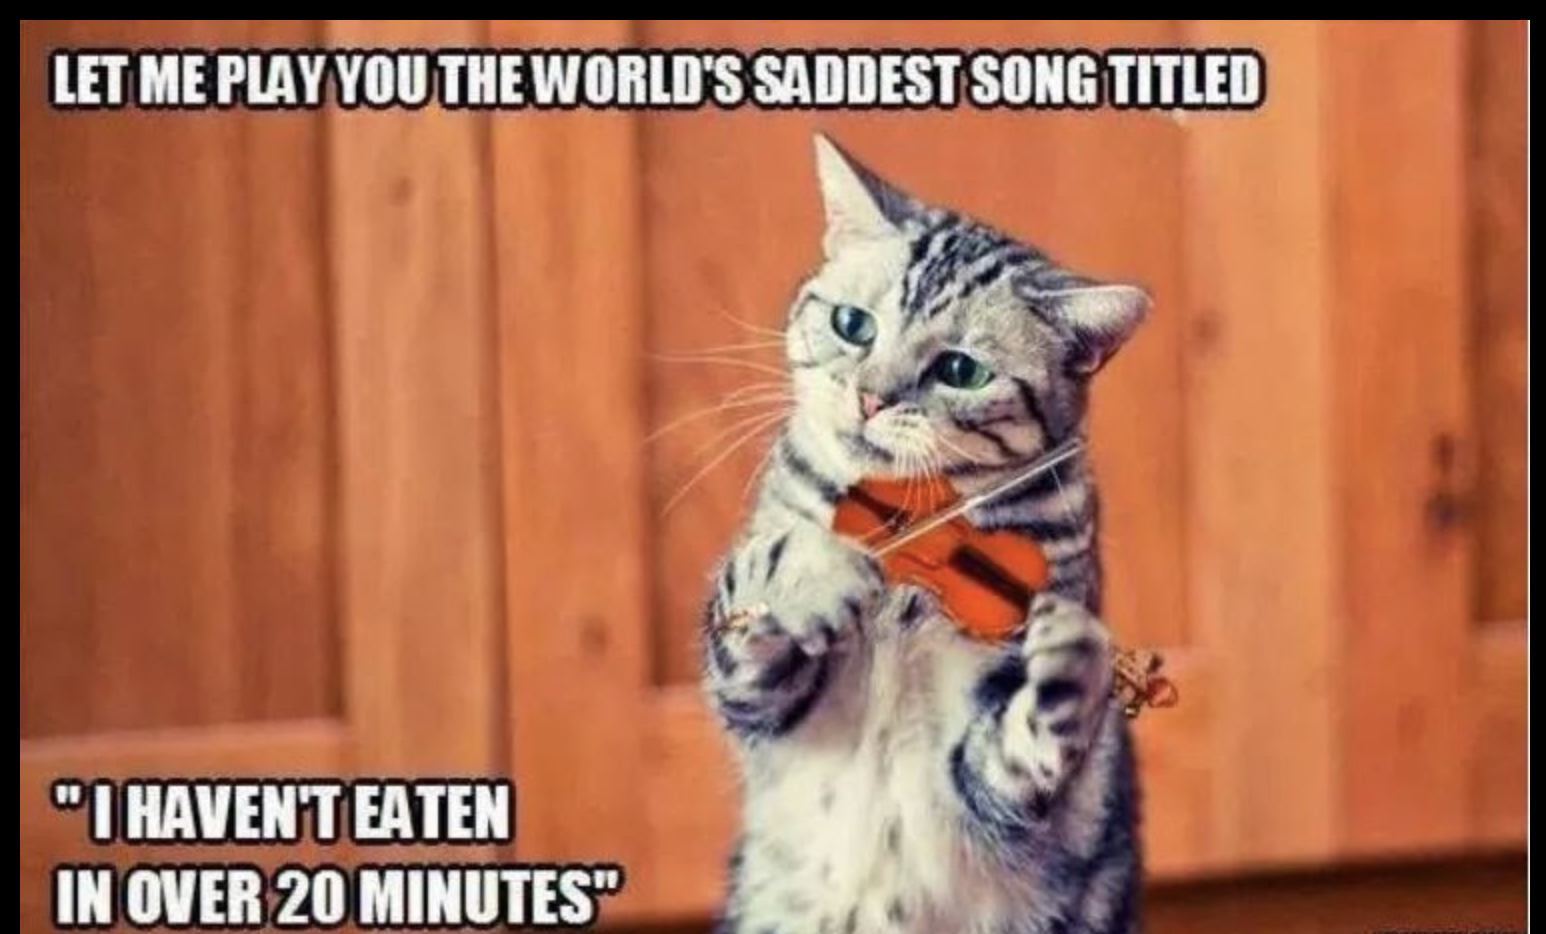 LET ME PLAY YOU THE WORLD'S SADDEST SONG TITLED
" I HAVEN'T EATEN
IN OVER 20 MINUTES"